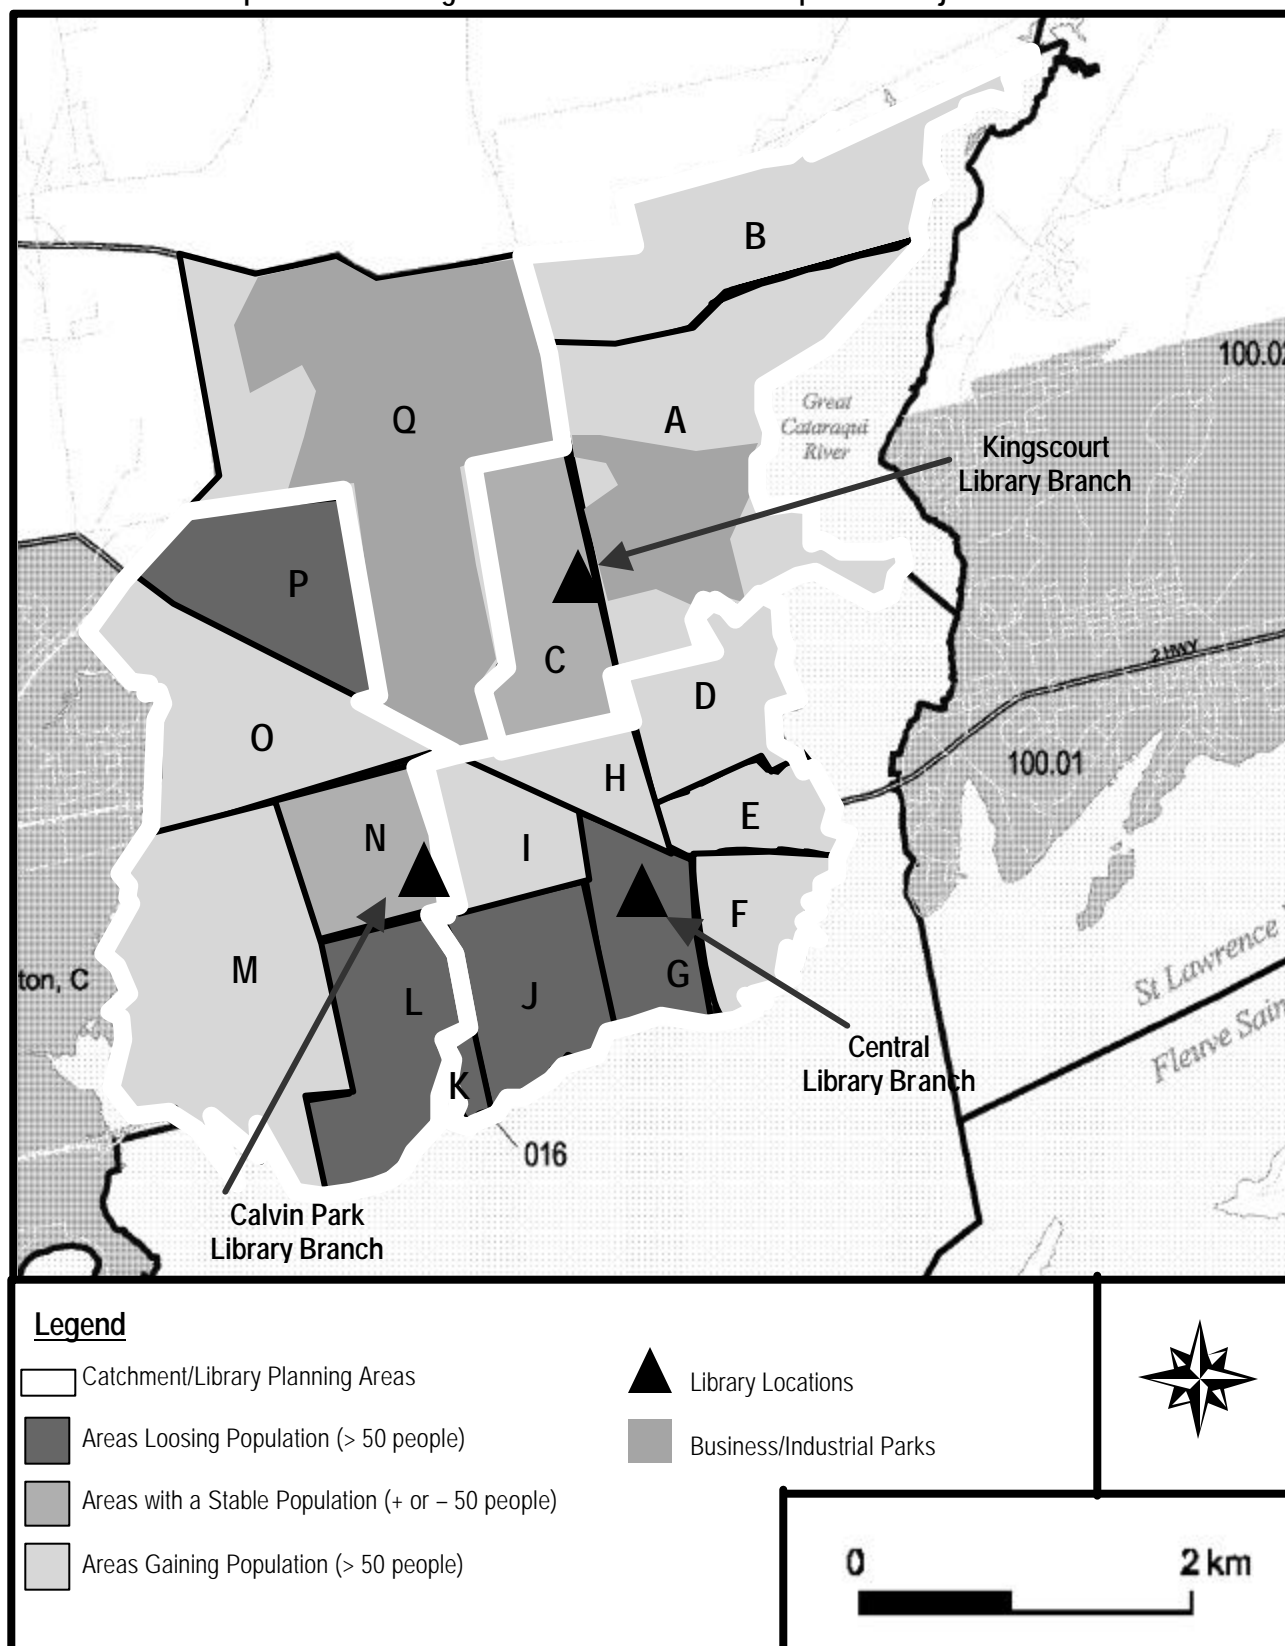 B
100.02
Q
A
Great
Cataraqui
River
Kingscourt
Library Branch
P
C
2 HWY
D
O
100.01
H
E
N
I
F
M
ton, C
L
J
G
St Lawrence
Fleuve Sain
Central
Library Branch
K
016
Calvin Park
Library Branch
Legend
Catchment/Library Planning Areas
Library Locations
Areas Loosing Population (> 50 people)
Business/Industrial Parks
Areas with a Stable Population (+ or – 50 people)
Areas Gaining Population (> 50 people)
0 2 km